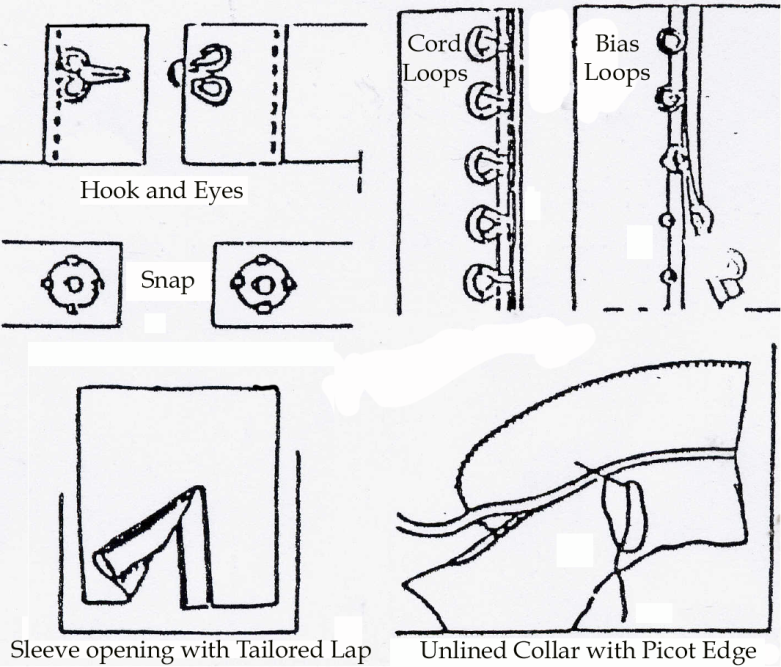 Cord
Loops
Bias
Loops
Hook and Eyes
Snap
Sleeve opening with Tailored Lap
Unlined Collar with Picot Edge